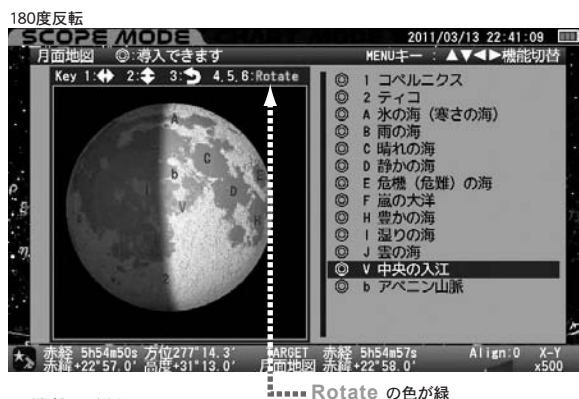 180度反転
SCOPE MODE
2011/03/13 22:41:09
月面地図 ◎:導入できます MENUキー : ▲▼◀▶機能切替
Key 1: 2: 3: 4,5,6:Rotate
◎ 1 コペルニクス
◎ 2 ティコ
◎ A 氷の海 (寒さの海)
◎ B 雨の海
◎ C 晴れの海
◎ D 静かの海
◎ E 危機 (危難) の海
◎ F 嵐の大洋
◎ H 豊かの海
◎ I 湿りの海
◎ J 雲の海
◎ V 中央の入江
◎ b アペニン山脈
A
C
b
E
D
V
H
2
赤経 5h54m50s 方位277°14.3' TARGET 赤経 5h54m57s Align:0 X-Y
赤緯+22°57.0' 高度+31°13.0' 月面地図 赤緯+22°58.0' x500
Rotate の色が緑